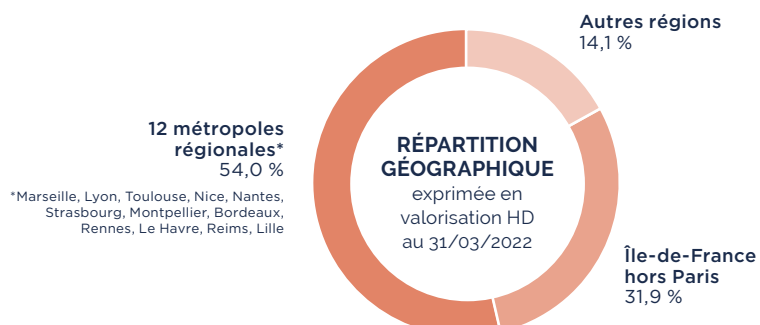 Autres régions
14,1 %
12 métropoles
régionales*
54,0 %
*Marseille, Lyon, Toulouse, Nice, Nantes,
Strasbourg, Montpellier, Bordeaux,
Rennes, Le Havre, Reims, Lille
RÉPARTITION
GÉOGRAPHIQUE
exprimée en
valorisation HD
au 31/03/2022
Île-de-France
hors Paris
31,9 %